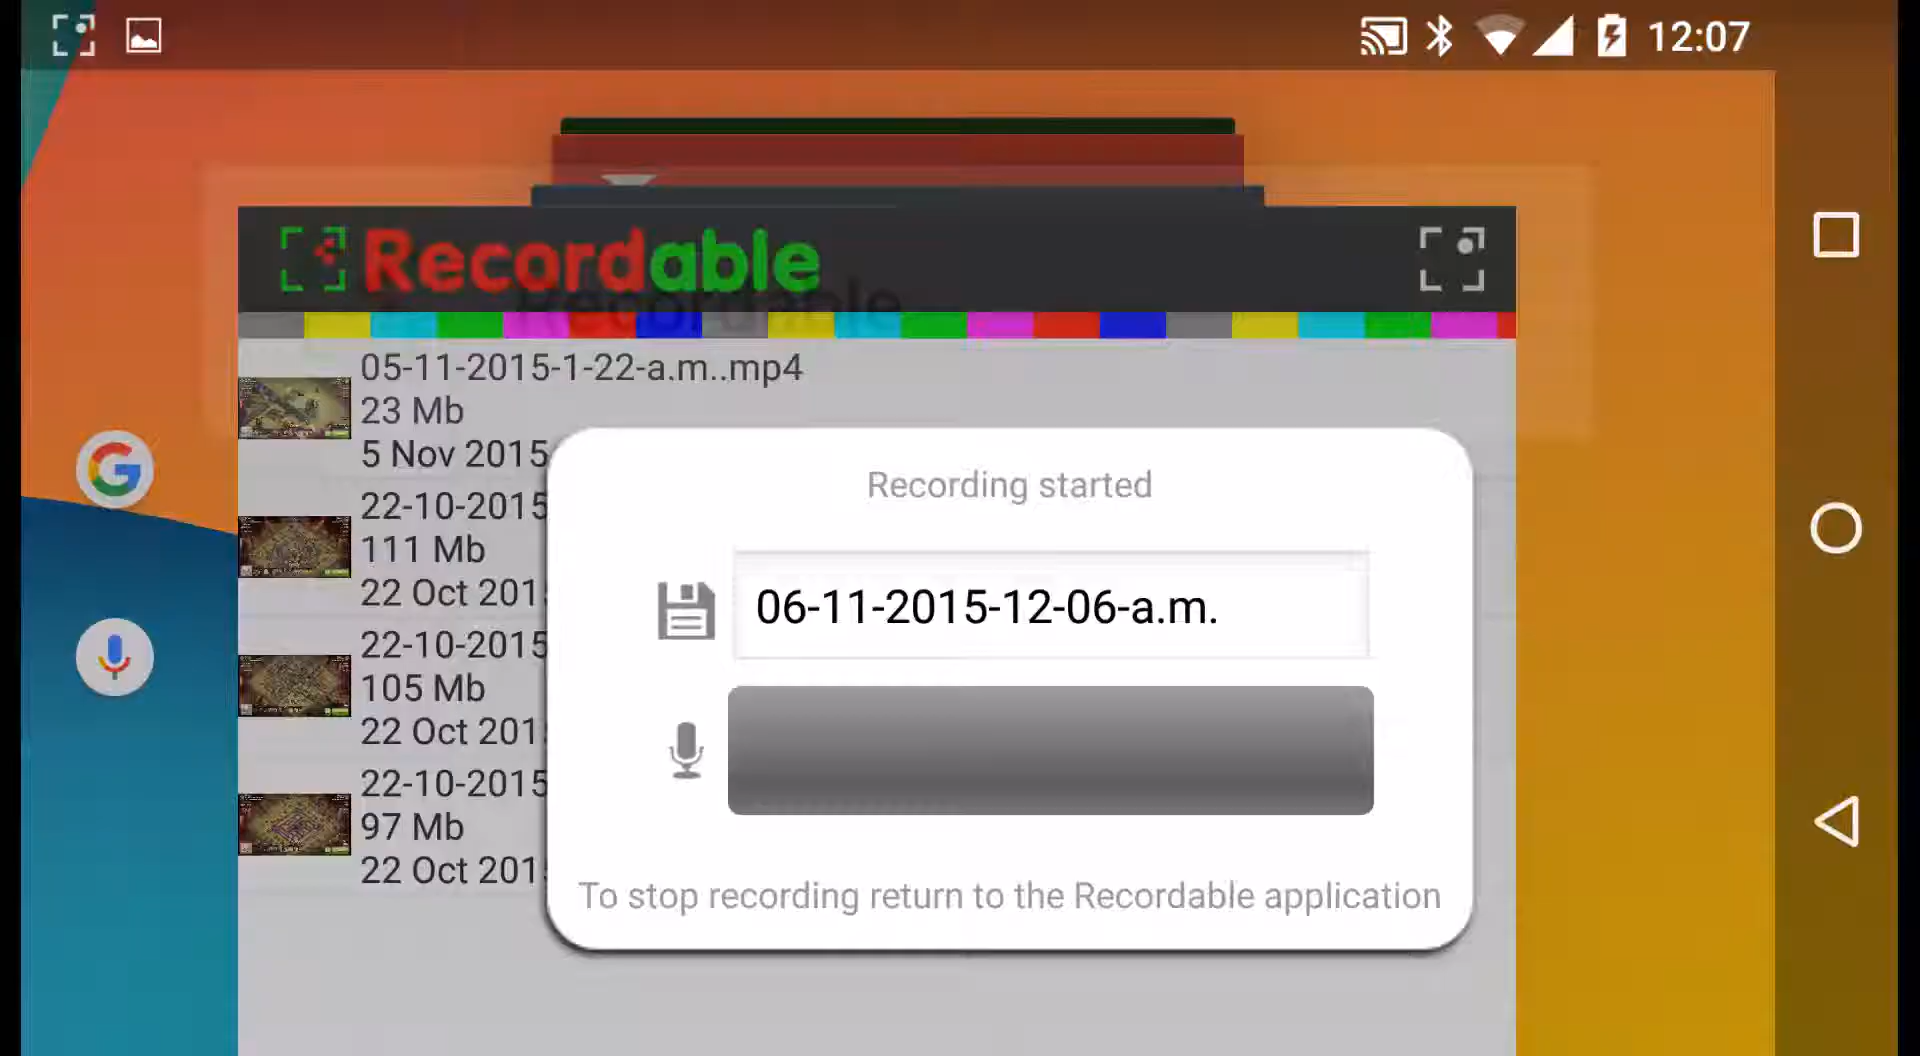 12:07
Recordable
Recordable
05-11-2015-1-22-a.m..mp4
23 Mb
5 Nov 2015
22-10-2015
111 Mb
22 Oct 201
22-10-2015
105 Mb
22 Oct 201
22-10-2015
97 Mb
22 Oct 201
Recording started
06-11-2015-12-06-a.m.
To stop recording return to the Recordable application